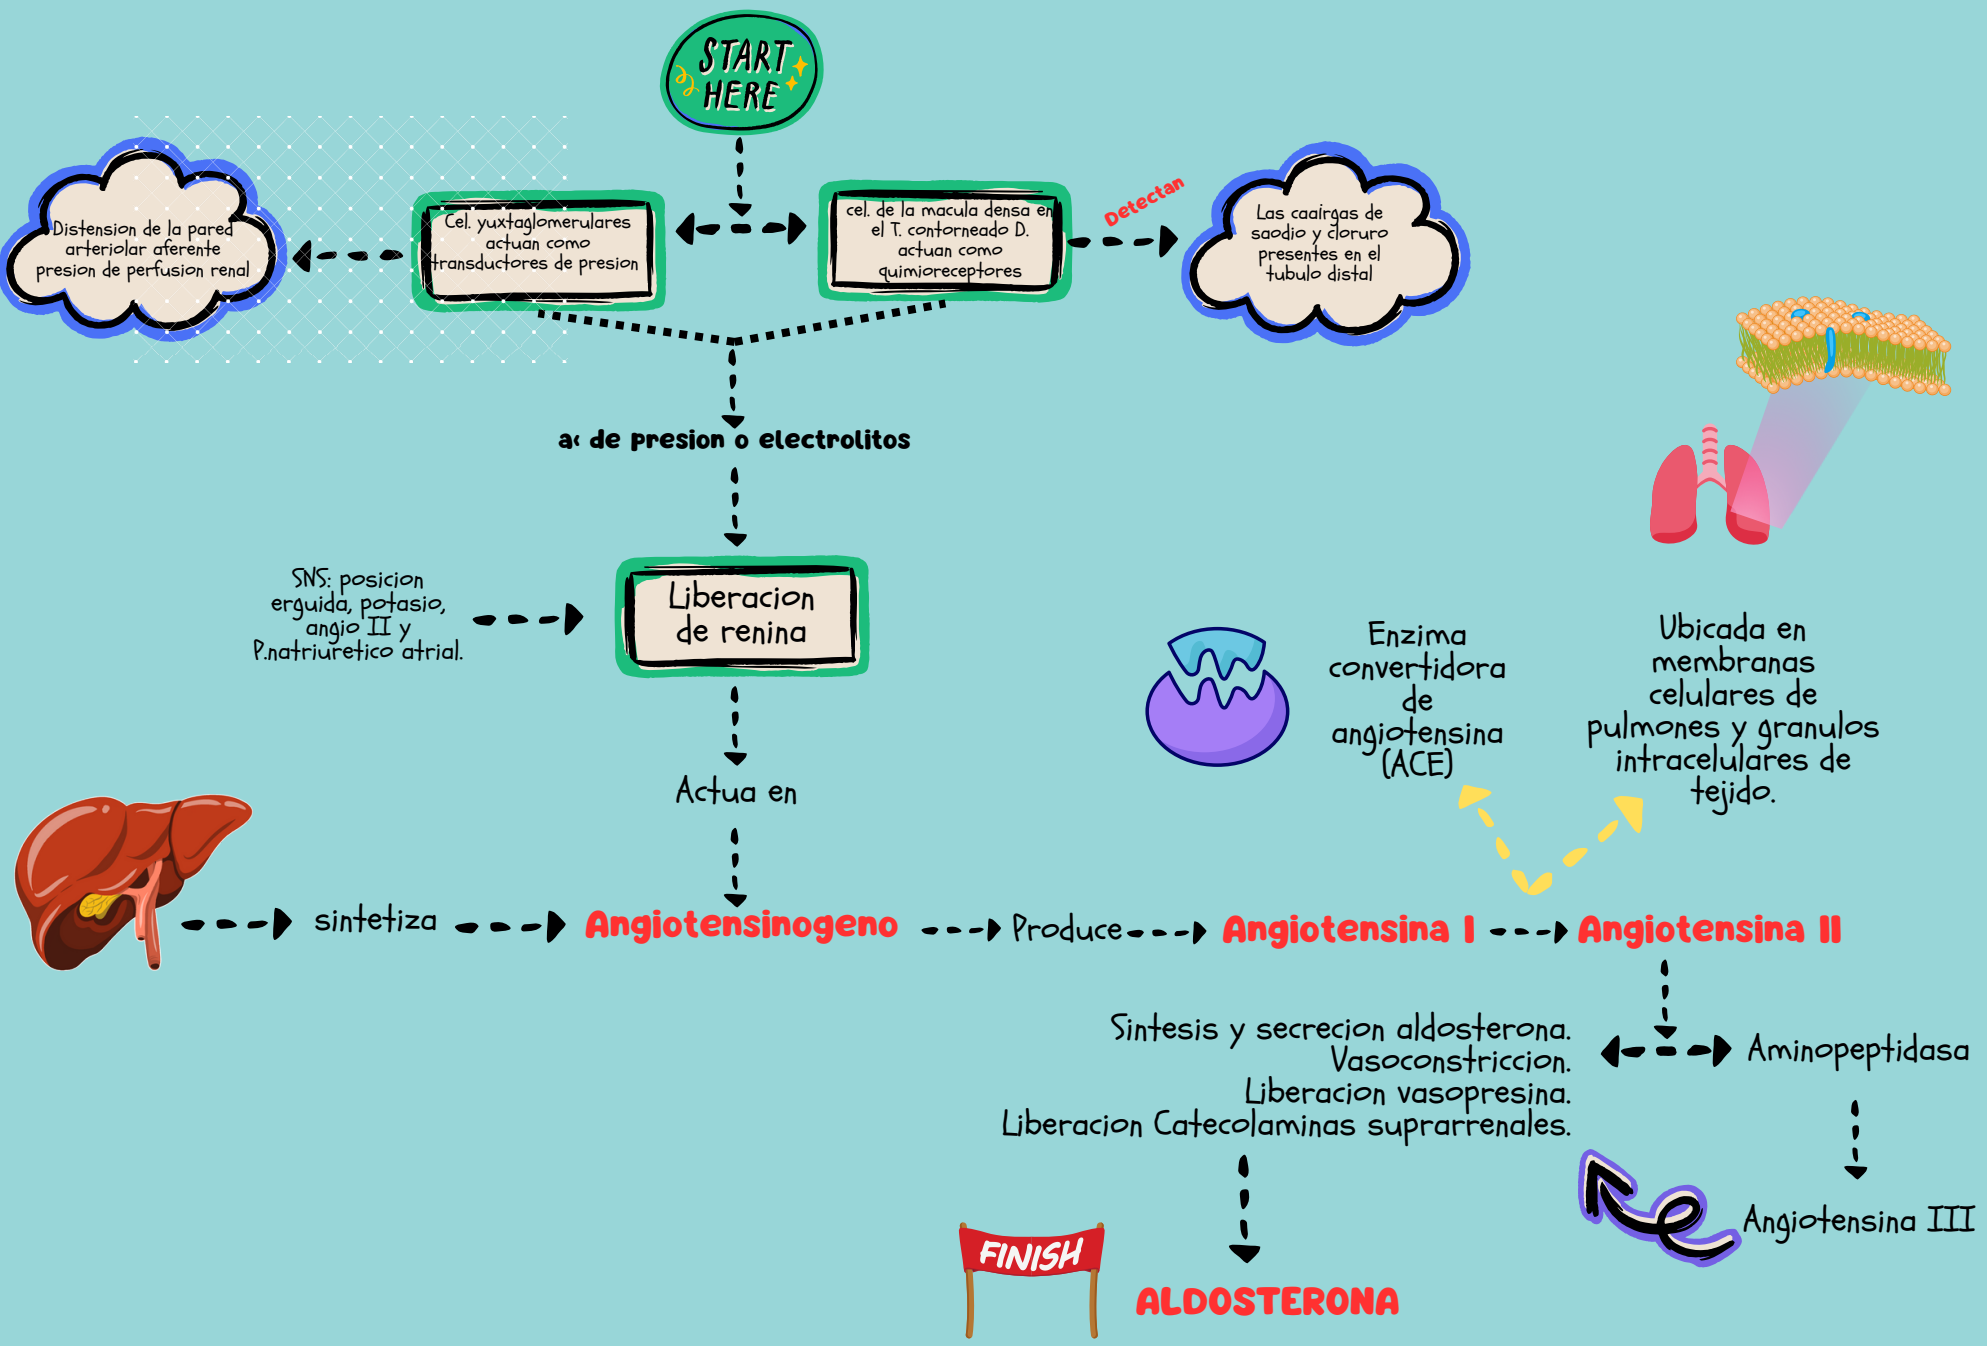 START
HERE
Distension de la pared
arteriolar aferente
presion de perfusion renal
Cel. yuxtaglomerulares
actuan como
transductores de presion
cel. de la macula densa en
el T. contorneado D.
actuan como
quimioreceptores
Detectan
Las caairgas de
saodio y cloruro
presentes en el
tubulo distal
de presion o electrolitos
SNS: posicion
erguida, potasio,
angio II y
P.natriuretico atrial.
Liberacion
de renina
Enzima
convertidora
de
angiotensina
(ACE)
Ubicada en
membranas
celulares de
pulmones y granulos
intracelulares de
tejido.
Actua en
sintetiza
Angiotensinogeno
Produce
Angiotensina I
Angiotensina II
Sintesis y secrecion aldosterona.
Vasoconstriccion.
Liberacion vasopresina.
Liberacion Catecolaminas suprarrenales.
Aminopeptidasa
Angiotensina III
FINISH
ALDOSTERONA